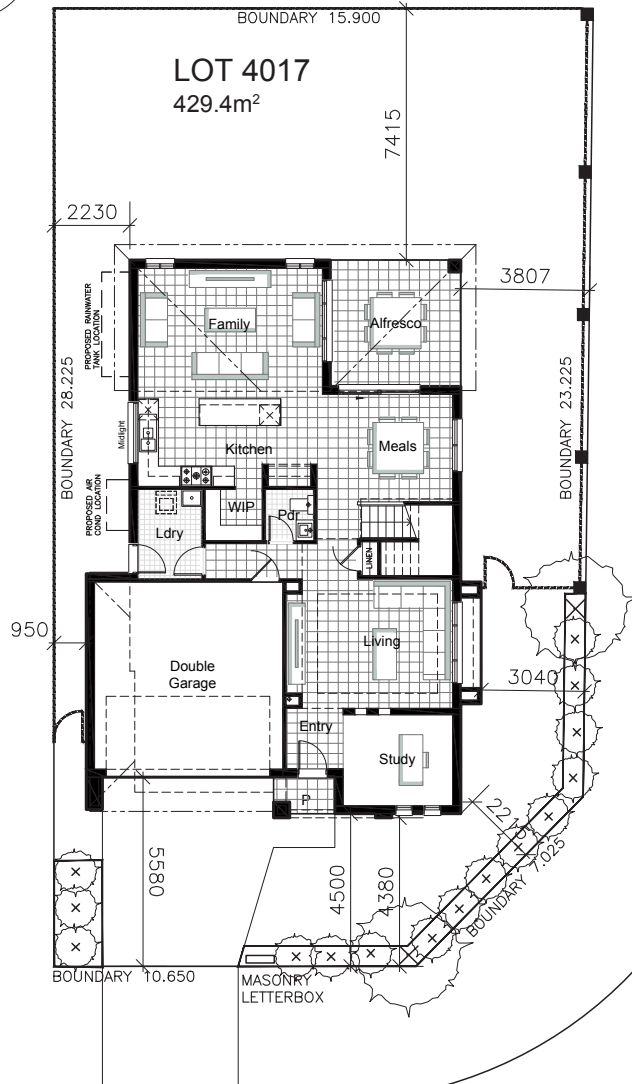 BOUNDARY 15.900
LOT 4017
429.4m²
7415
2230
3807
PROPOSED RAINWATER
TANK LOCATION
Family
Alfresco
BOUNDARY 28.225
BOUNDARY 23.225
Midlight
Kitchen
Meals
PROPOSED AIR
COND LOCATION
WIP
Pdr
Ldry
LINEN
950
Living
Double
Garage
3040
Entry
Study
P
2215
5580
4500
4380
BOUNDARY 7.025
BOUNDARY 10.650
MASONRY
LETTERBOX